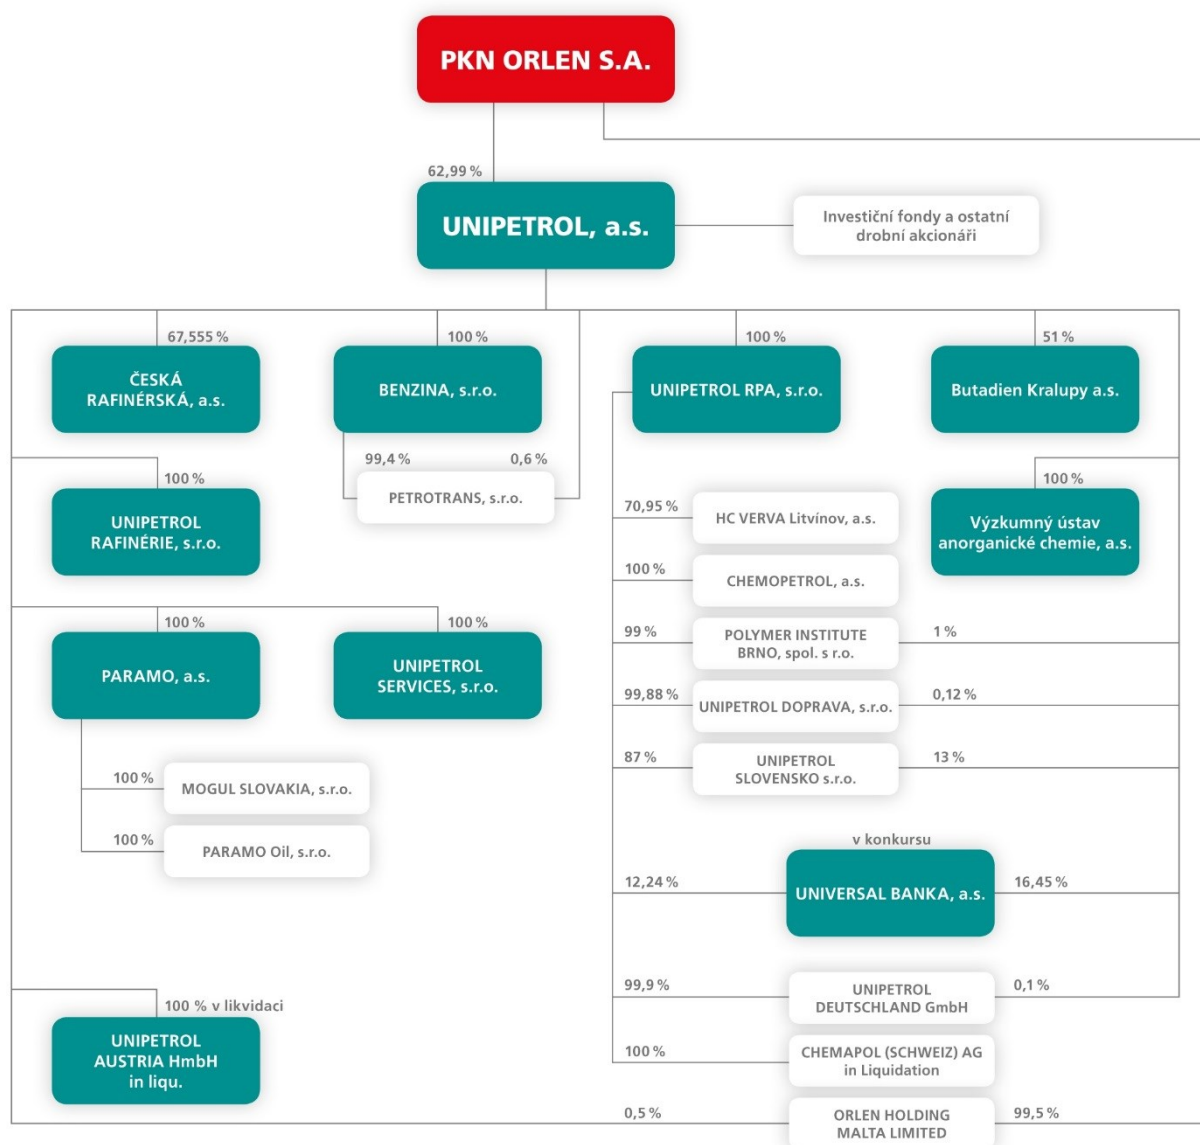 PKN ORLEN S.A.
62,99 %
UNIPETROL, a.s.
Investiční fondy a ostatní
drobní akcionáři
67,555 %
ČESKÁ
RAFINÉRSKÁ, a.s.
100 %
BENZINA, s.r.o.
100 %
UNIPETROL RPA, s.r.o.
51 %
Butadien Kralupy a.s.
99,4 %
0,6 %
PETROTRANS, s.r.o.
100 %
UNIPETROL
RAFINÉRIE, s.r.o.
70,95 %
HC VERVA Litvínov, a.s.
100 %
Výzkumný ústav
anorganické chemie, a.s.
100 %
CHEMOPETROL, a.s.
100 %
PARAMO, a.s.
100 %
UNIPETROL
SERVICES, s.r.o.
99 %
POLYMER INSTITUTE
BRNO, spol. s r.o.
1 %
99,88 %
UNIPETROL DOPRAVA, s.r.o.
0,12 %
87 %
UNIPETROL
SLOVENSKO s.r.o.
13 %
100 %
MOGUL SLOVAKIA, s.r.o.
100 %
PARAMO Oil, s.r.o.
v konkursu
12,24 %
UNIVERSAL BANKA, a.s.
16,45 %
99,9 %
UNIPETROL
DEUTSCHLAND GmbH
0,1 %
100 % v likvidaci
UNIPETROL
AUSTRIA HmbH
in liqu.
100 %
CHEMAPOL (SCHWEIZ) AG
in Liquidation
0,5 %
ORLEN HOLDING
MALTA LIMITED
99,5 %